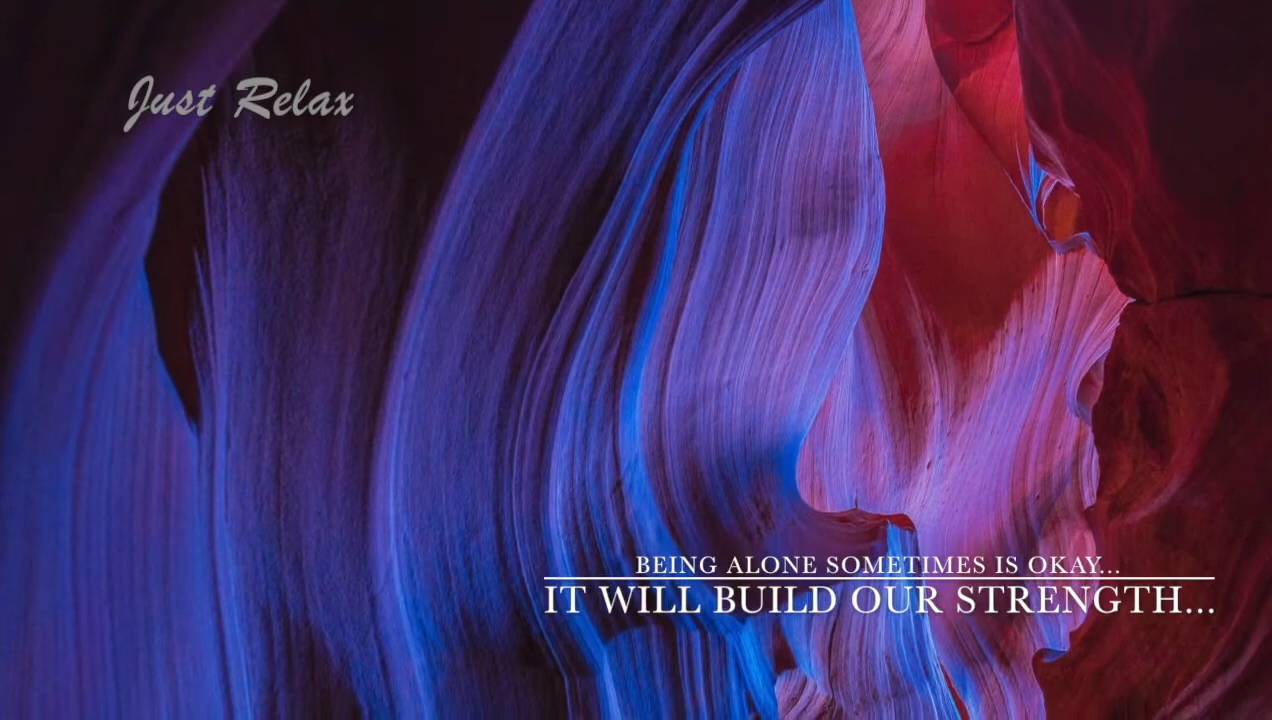 Just Relax
BEING ALONE SOMETIMES IS OKAY...
IT WILL BUILD OUR STRENGTH...